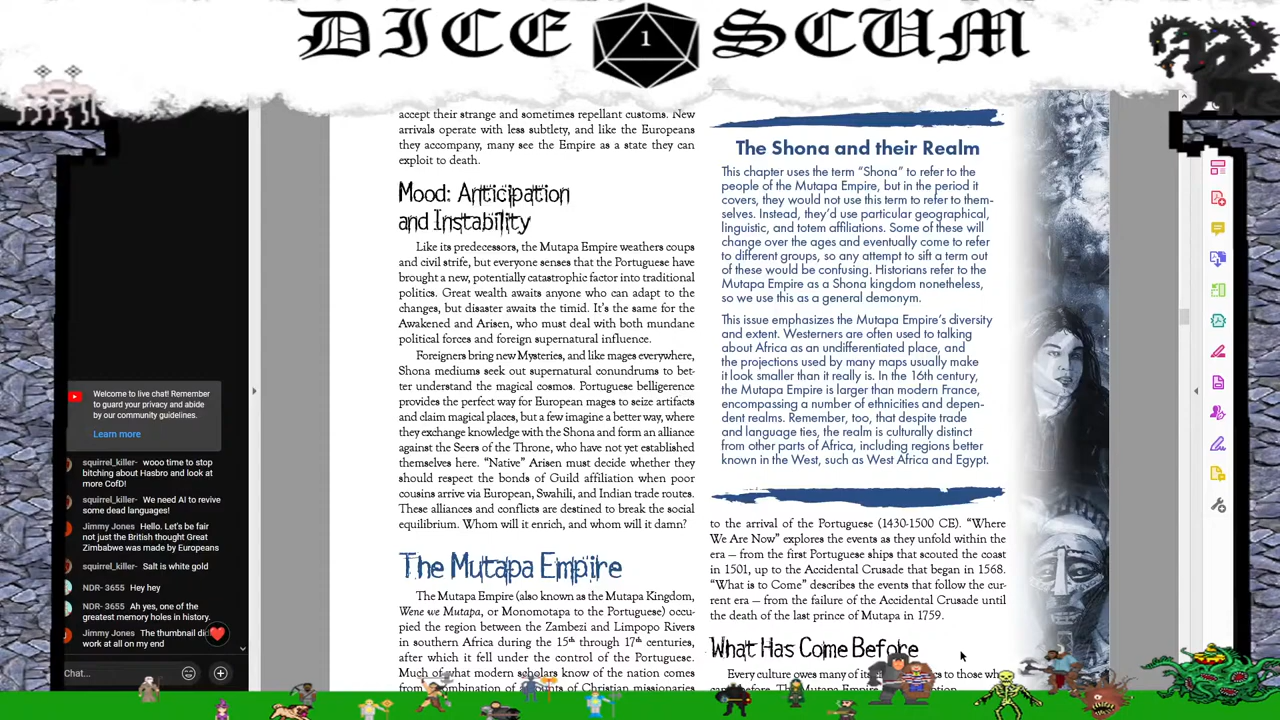 DICE 1 SCUM
Welcome to live chat! Remember
to guard your privacy and abide
by our community guidelines.
Learn more
squirrel_killer- wooo time to stop
bitching about Hasbro and look at
more CofD!
squirrel_killer- We need AI to revive
some dead languages!
Jimmy Jones Hello. Let's be fair
not just the British thought Great
Zimbabwe was made by Europeans
squirrel_killer- Salt is white gold
NDR- 3655 Hey hey
NDR- 3655 Ah yes, one of the
greatest memory holes in history.
Jimmy Jones The thumbnail
work at all on my end
Chat...
accept their strange and sometimes repellant customs. New
arrivals operate with less subtlety, and like the Europeans
they accompany, many see the Empire as a state they can
exploit to death.
Mood: Anticipation
and Instability
Like its predecessors, the Mutapa Empire weathers coups
and civil strife, but everyone senses that the Portuguese have
brought a new, potentially catastrophic factor into traditional
politics. Great wealth awaits anyone who can adapt to the
changes, but disaster awaits the timid. It's the same for the
Awakened and Arisen, who must deal with both mundane
political forces and foreign supernatural influence.
Foreigners bring new Mysteries, and like mages everywhere,
Shona mediums seek out supernatural conundrums to bet-
ter understand the magical cosmos. Portuguese belligerence
provides the perfect way for European mages to seize artifacts
and claim magical places, but a few imagine a better way, where
they exchange knowledge with the Shona and form an alliance
against the Seers of the Throne, who have not yet established
themselves here. "Native" Arisen must decide whether they
should respect the bonds of Guild affiliation when poor
cousins arrive via European, Swahili, and Indian trade routes.
These alliances and conflicts are destined to break the social
equilibrium. Whom will it enrich, and whom will it damn?
The Mutapa Empire
The Mutapa Empire (also known as the Mutapa Kingdom,
Wene we Mutapa, or Monomotapa to the Portuguese) occu-
pied the region between the Zambezi and Limpopo Rivers
in southern Africa during the 15th through 17th centuries,
after which it fell under the control of the Portuguese.
Much of what modern scholars know of the nation comes
from combination of of Christian missionaries
The Shona and their Realm
This chapter uses the term "Shona" to refer to the
people of the Mutapa Empire, but in the period it
covers, they would not use this term to refer to them-
selves. Instead, they'd use particular geographical,
linguistic, and totem affiliations. Some of these will
change over the ages and eventually come to refer
to different groups, so any attempt to sift a term out
of these would be confusing. Historians refer to the
Mutapa Empire as a Shona kingdom nonetheless,
so we use this as a general demonym.
This issue emphasizes the Mutapa Empire's diversity
and extent. Westerners are often used to talking
about Africa as an undifferentiated place, and
the projections used by many maps usually make
it look smaller than it really is. In the 16th century,
the Mutapa Empire is larger than modern France,
encompassing a number of ethnicities and depen-
dent realms. Remember, too, that despite trade
and language ties, the realm is culturally distinct
from other parts of Africa, including regions better
known in the West, such as West Africa and Egypt.
to the arrival of the Portuguese (1430-1500 CE). "Where
We Are Now" explores the events as they unfold within the
era — from the first Portuguese ships that scouted the coast
in 1501, up to the Accidental Crusade that began in 1568.
"What is to Come" describes the events that follow the cur-
rent era — from the failure of the Accidental Crusade until
the death of the last prince of Mutapa in 1759.
What Has Come Before
Every culture owes many of to those